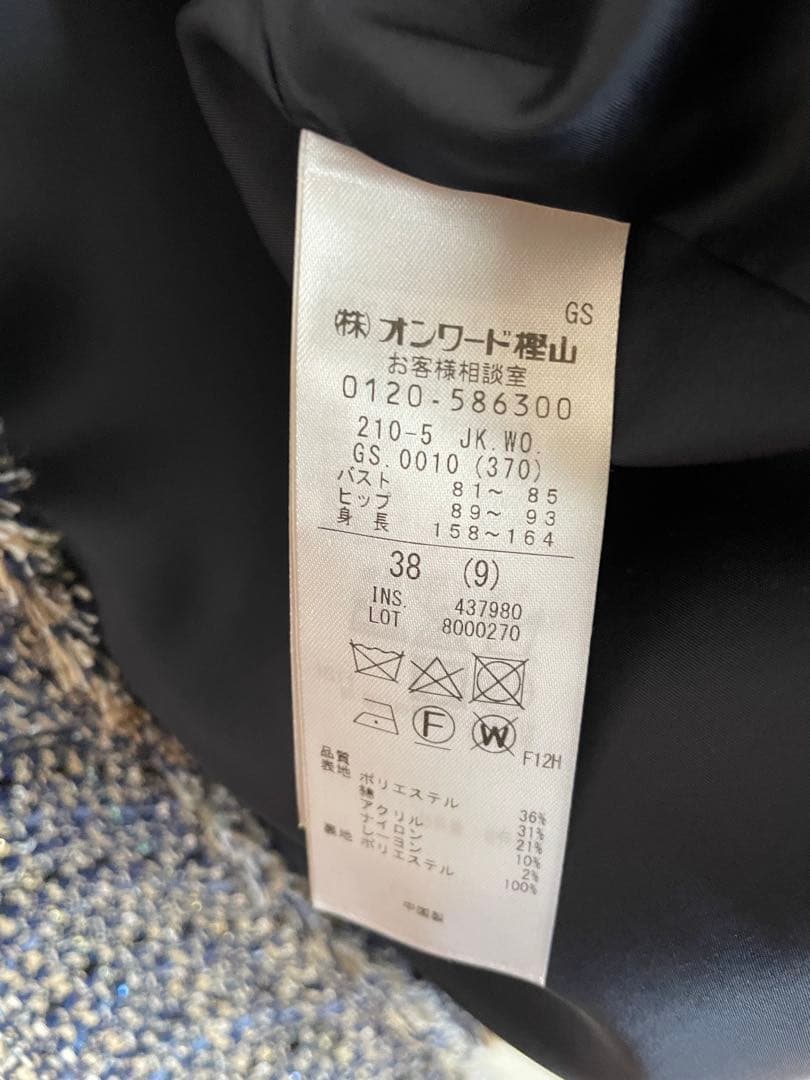 GS
(株)オンワード樫山
お客様相談室
0120-586300
210-5 JK.WO.
GS.0010(370)
バスト 81～ 85
ヒップ 89～ 93
身長 158～164
38 (9)
INS. 437980
LOT 8000270
F W F12H
品質
表地 ポリエステル 36%
綿 31%
アクリル 21%
ナイロン 10%
レーヨン 2%
裏地 ポリエステル 100%
中国製